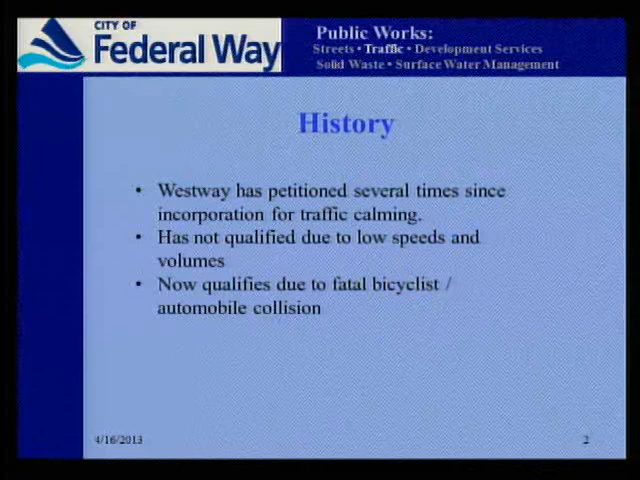 CITY OF
Federal Way
Public Works:
Streets • Traffic • Development Services
Solid Waste • Surface Water Management
History
• Westway has petitioned several times since
incorporation for traffic calming.
• Has not qualified due to low speeds and
volumes
• Now qualifies due to fatal bicyclist /
automobile collision
4/16/2013
2